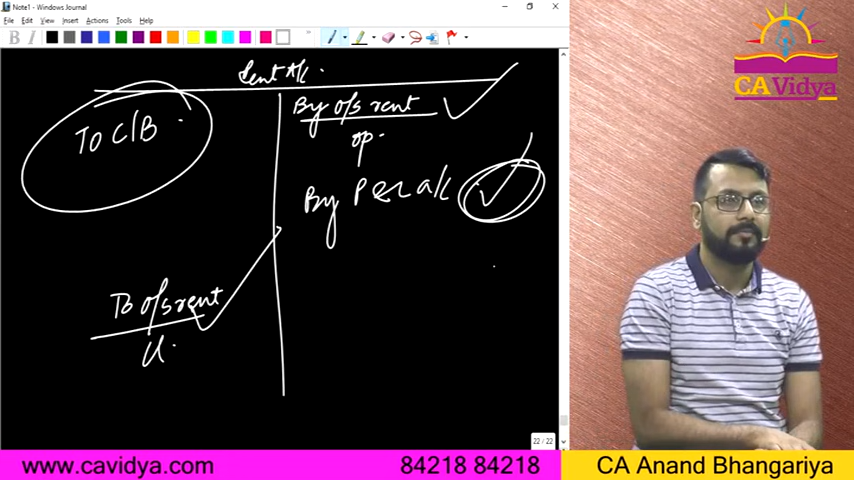 Note1 - Windows Journal
File Edit View Insert Actions Tools Help
B I
Rent A/c.
To C/B
By o/s rent
op.
By P&L a/c
To o/s rent
cl.
22 / 22
CA Vidya
www.cavidya.com 84218 84218 CA Anand Bhangariya